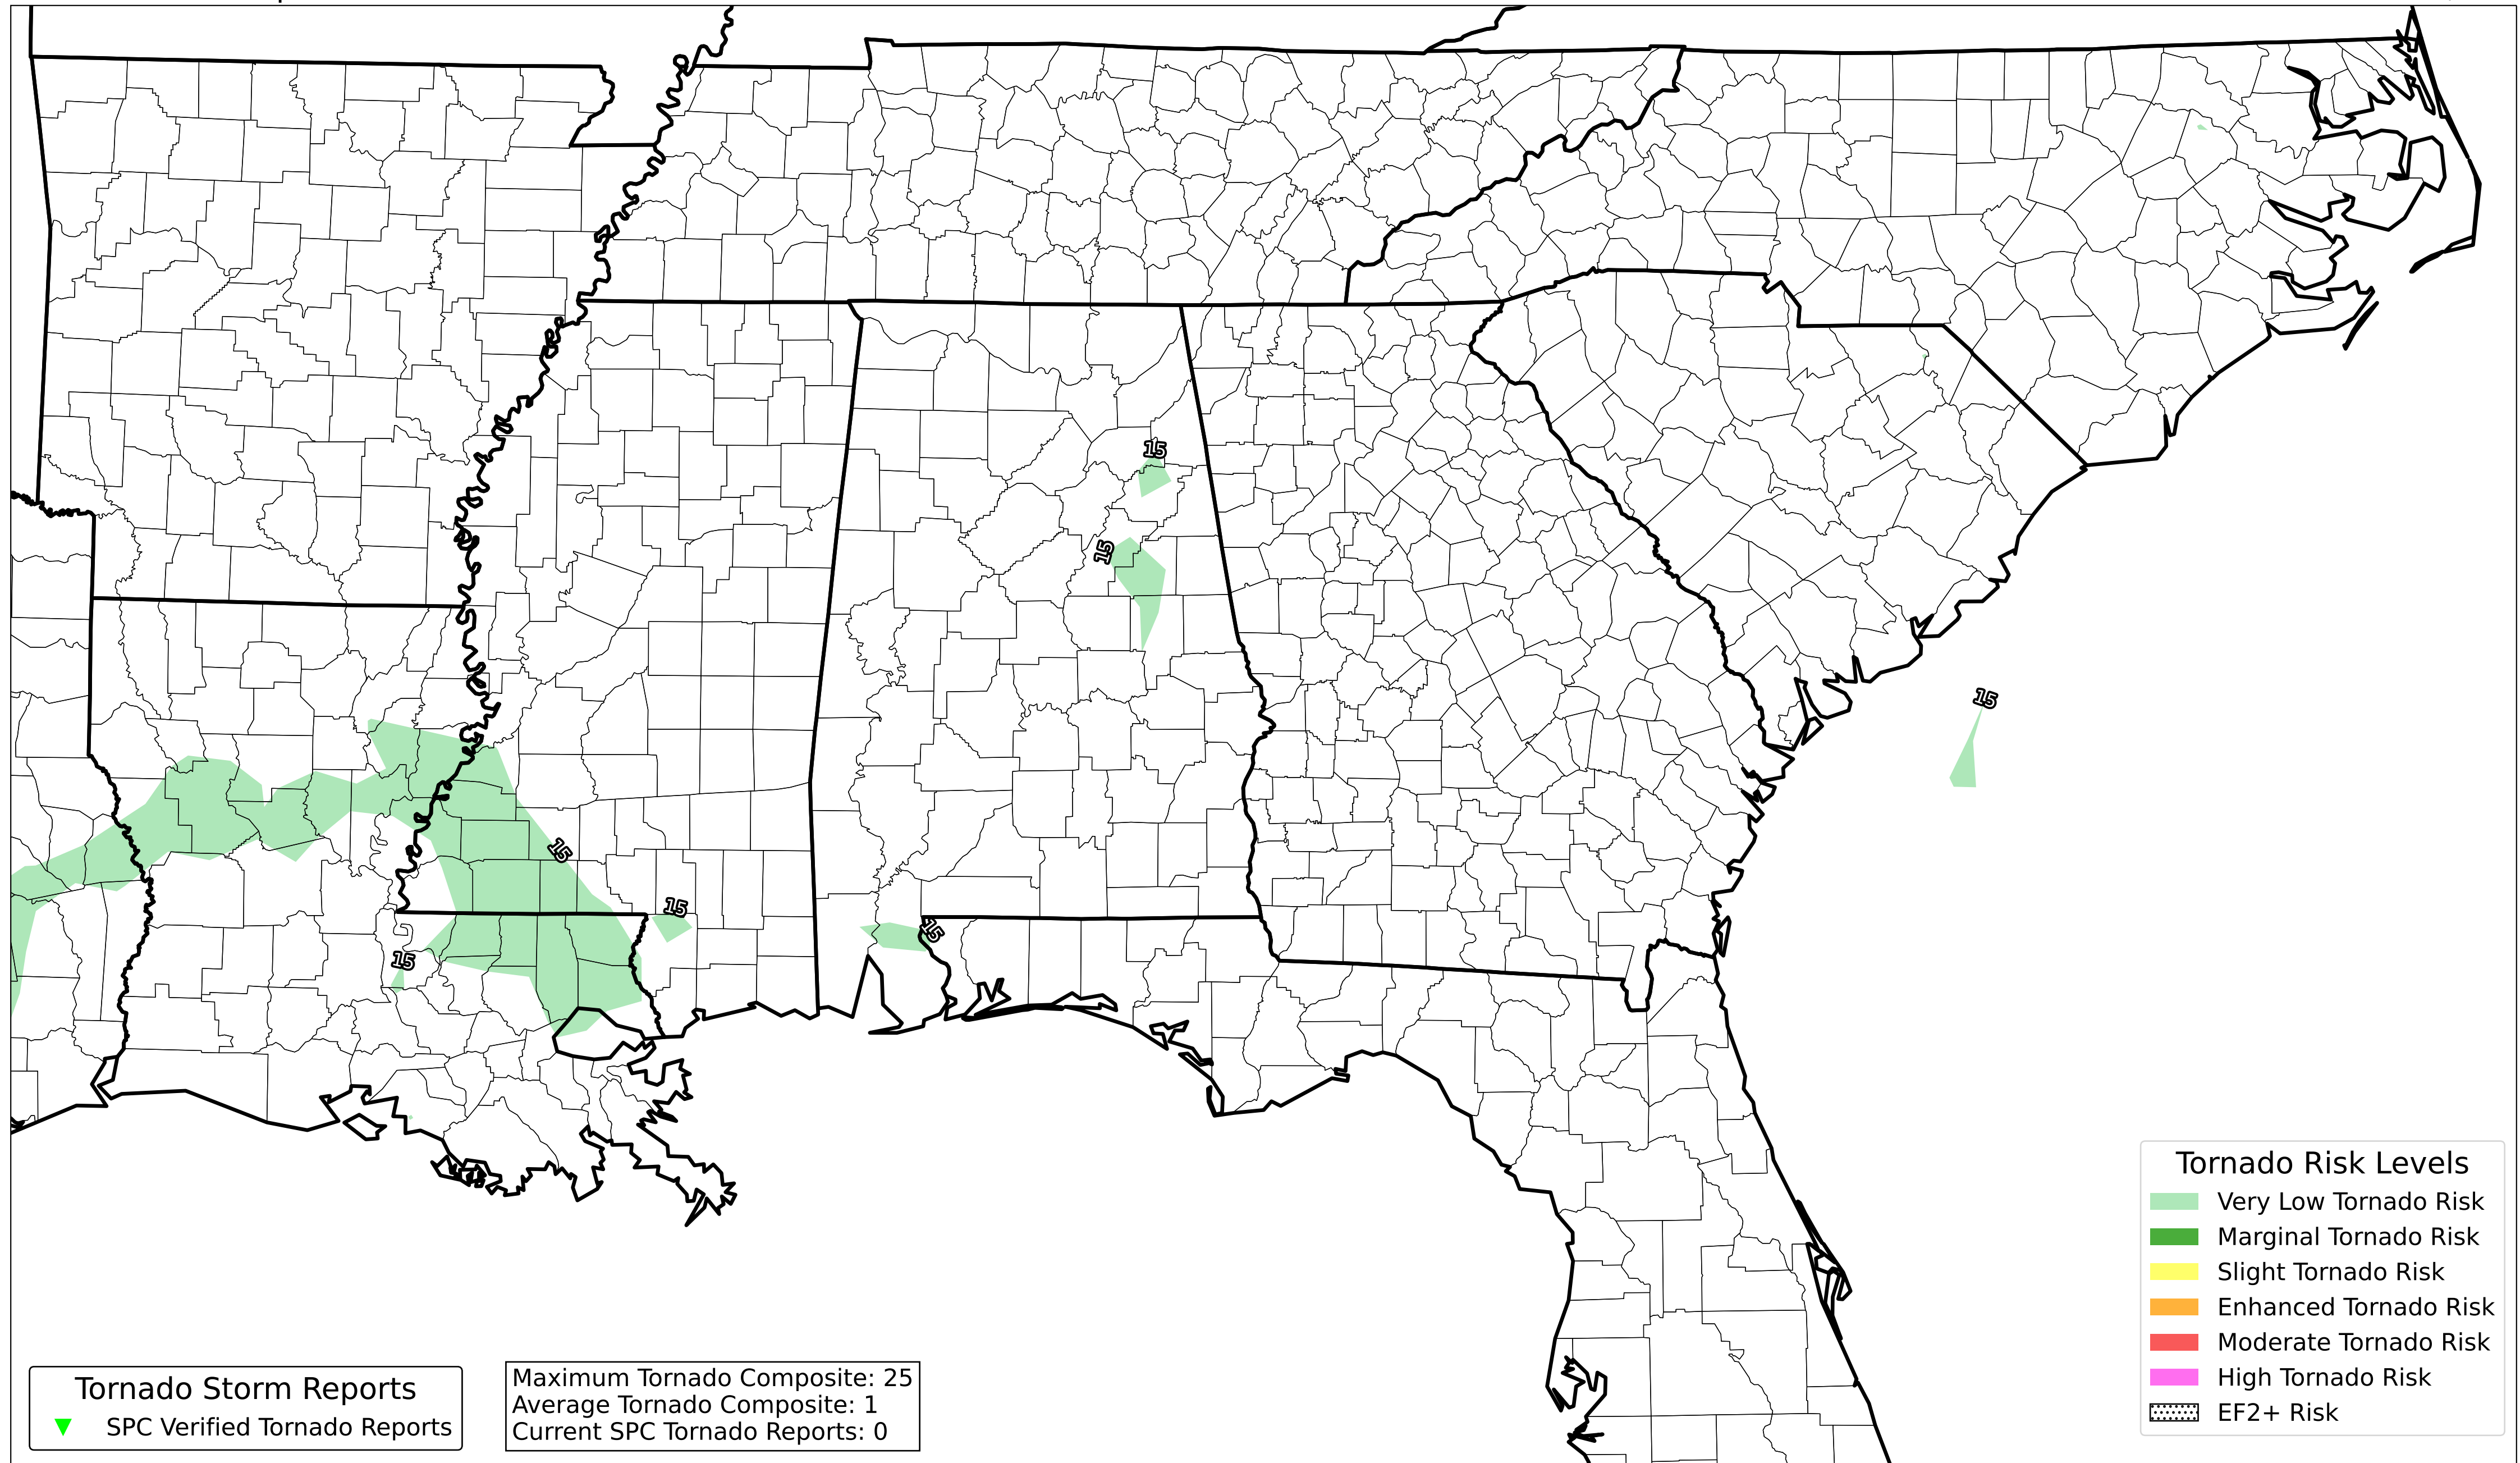 15
15
15
15
15
15
15
Tornado Risk Levels
Very Low Tornado Risk
Marginal Tornado Risk
Slight Tornado Risk
Enhanced Tornado Risk
Moderate Tornado Risk
High Tornado Risk
EF2+ Risk
Tornado Storm Reports
SPC Verified Tornado Reports
Maximum Tornado Composite: 25
Average Tornado Composite: 1
Current SPC Tornado Reports: 0